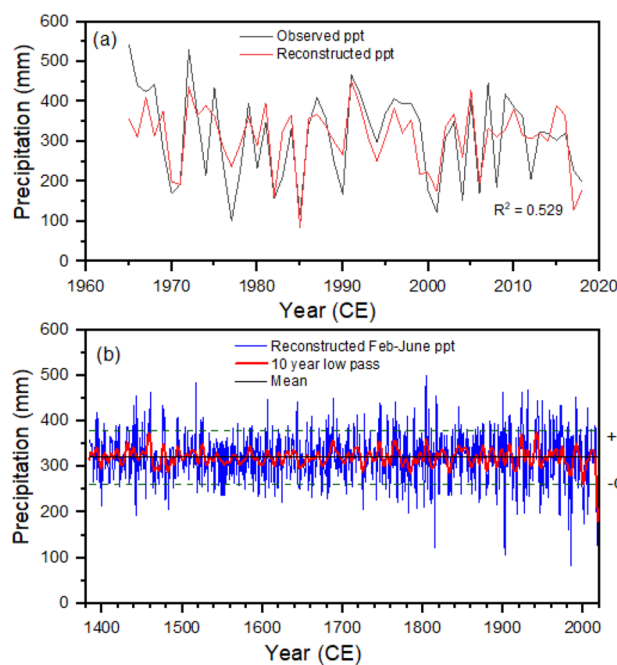 600
(a)
Observed ppt
Reconstructed ppt
500
400
300
200
100
0
Precipitation (mm)
R² = 0.529
1960 1970 1980 1990 2000 2010 2020
Year (CE)
600
(b)
Reconstructed Feb-June ppt
10 year low pass
Mean
500
400
300
200
100
0
Precipitation (mm)
+
1400 1500 1600 1700 1800 1900 2000
Year (CE)